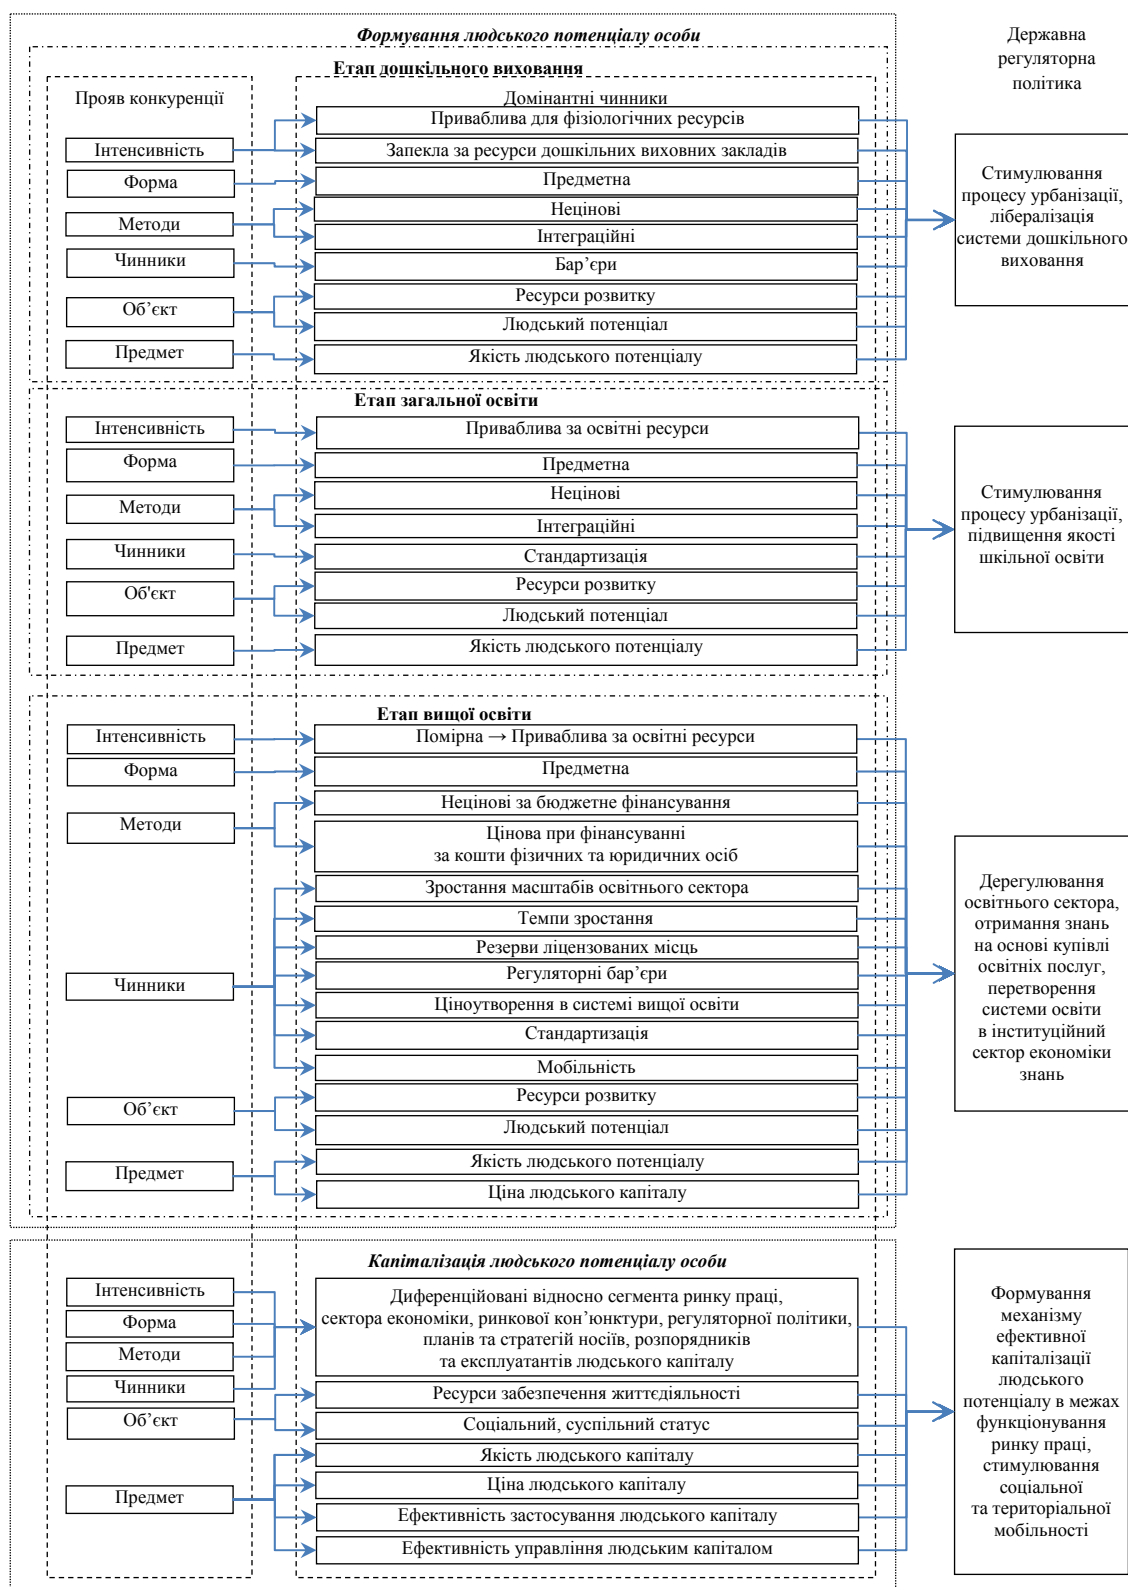 Формування людського потенціалу особи
Державна
регуляторна
політика
Етап дошкільного виховання
Прояв конкуренції
Домінантні чинники
Інтенсивність
Приваблива для фізіологічних ресурсів
Запекла за ресурси дошкільних виховних закладів
Форма
Предметна
Методи
Нецінові
Інтеграційні
Чинники
Бар’єри
Об’єкт
Ресурси розвитку
Людський потенціал
Предмет
Якість людського потенціалу
Стимулювання
процесу урбанізації,
лібералізація
системи дошкільного
виховання
Етап загальної освіти
Інтенсивність
Приваблива за освітні ресурси
Форма
Предметна
Методи
Нецінові
Інтеграційні
Чинники
Стандартизація
Об'єкт
Ресурси розвитку
Людський потенціал
Предмет
Якість людського потенціалу
Стимулювання
процесу урбанізації,
підвищення якості
шкільної освіти
Етап вищої освіти
Інтенсивність
Помірна → Приваблива за освітні ресурси
Форма
Предметна
Методи
Нецінові за бюджетне фінансування
Цінова при фінансуванні
за кошти фізичних та юридичних осіб
Чинники
Зростання масштабів освітнього сектора
Темпи зростання
Резерви ліцензованих місць
Регуляторні бар’єри
Ціноутворення в системі вищої освіти
Стандартизація
Мобільність
Об’єкт
Ресурси розвитку
Людський потенціал
Предмет
Якість людського потенціалу
Ціна людського капіталу
Дерегулювання
освітнього сектора,
отримання знань
на основі купівлі
освітніх послуг,
перетворення
системи освіти
в інституційний
сектор економіки
знань
Капіталізація людського потенціалу особи
Інтенсивність
Форма
Методи
Чинники
Диференційовані відносно сегмента ринку праці,
сектора економіки, ринкової кон’юнктури, регуляторної політики,
планів та стратегій носіїв, розпорядників
та експлуатантів людського капіталу
Об’єкт
Ресурси забезпечення життєдіяльності
Соціальний, суспільний статус
Предмет
Якість людського капіталу
Ціна людського капіталу
Ефективність застосування людського капіталу
Ефективність управління людським капіталом
Формування
механізму
ефективної
капіталізації
людського
потенціалу в межах
функціонування
ринку праці,
стимулювання
соціальної
та територіальної
мобільності